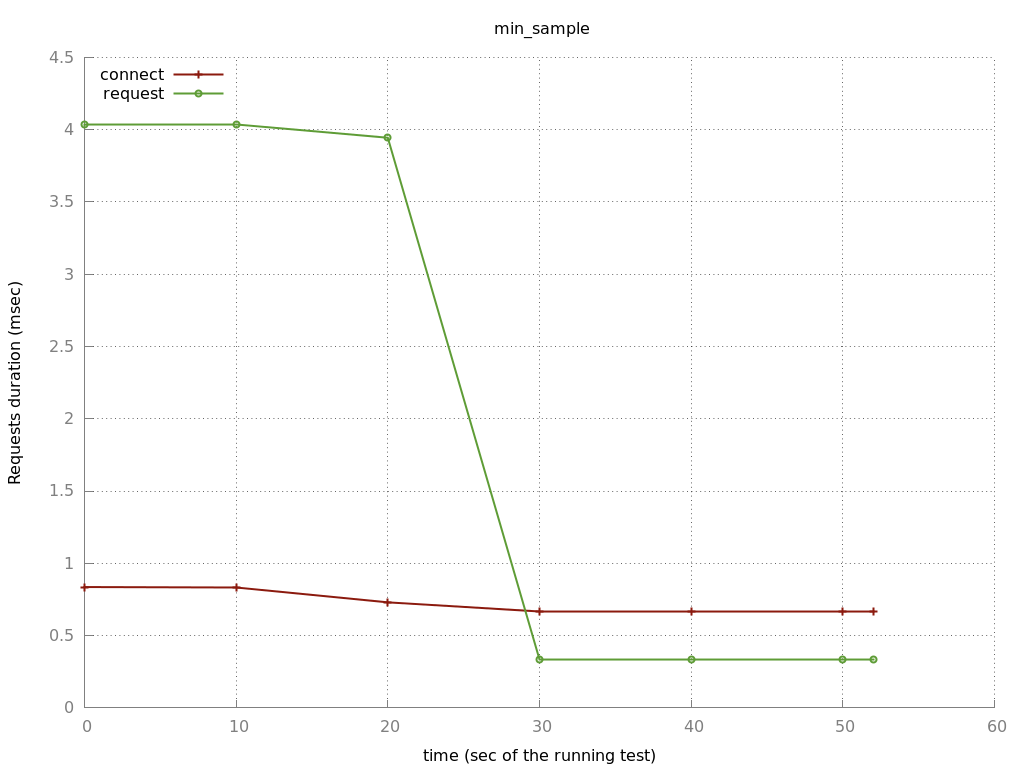 min_sample
4.5
connect
request
4
3.5
3
2.5
2
1.5
1
0.5
0
Requests duration (msec)
0 10 20 30 40 50 60
time (sec of the running test)